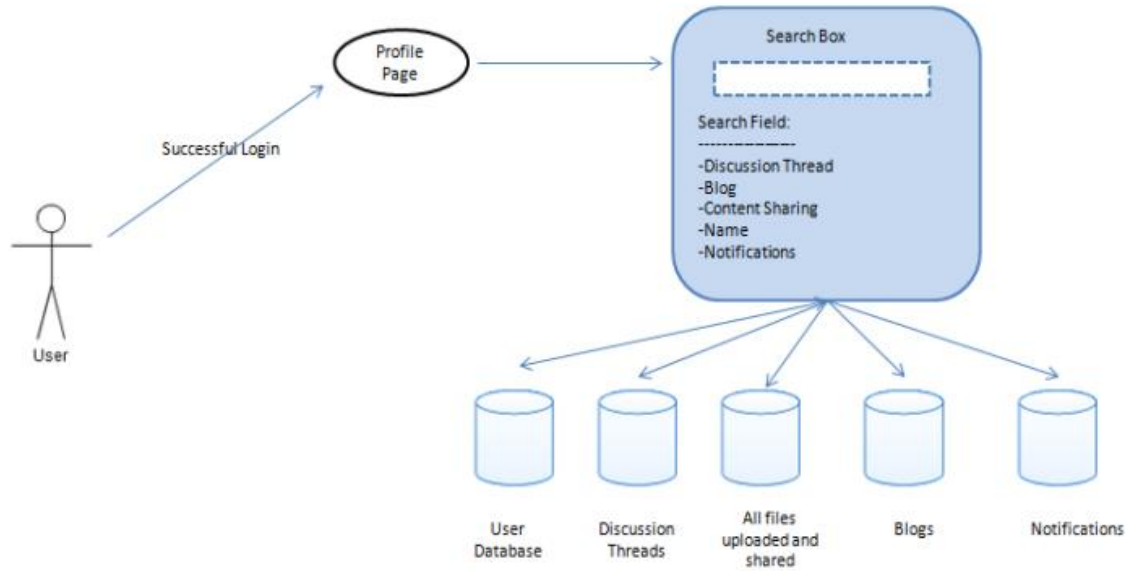 Search Box
Profile
Page
Search Field:
-----------------
-Discussion Thread
-Blog
-Content Sharing
-Name
-Notifications
Successful Login
User
User
Database
Discussion
Threads
All files
uploaded and
shared
Blogs
Notifications